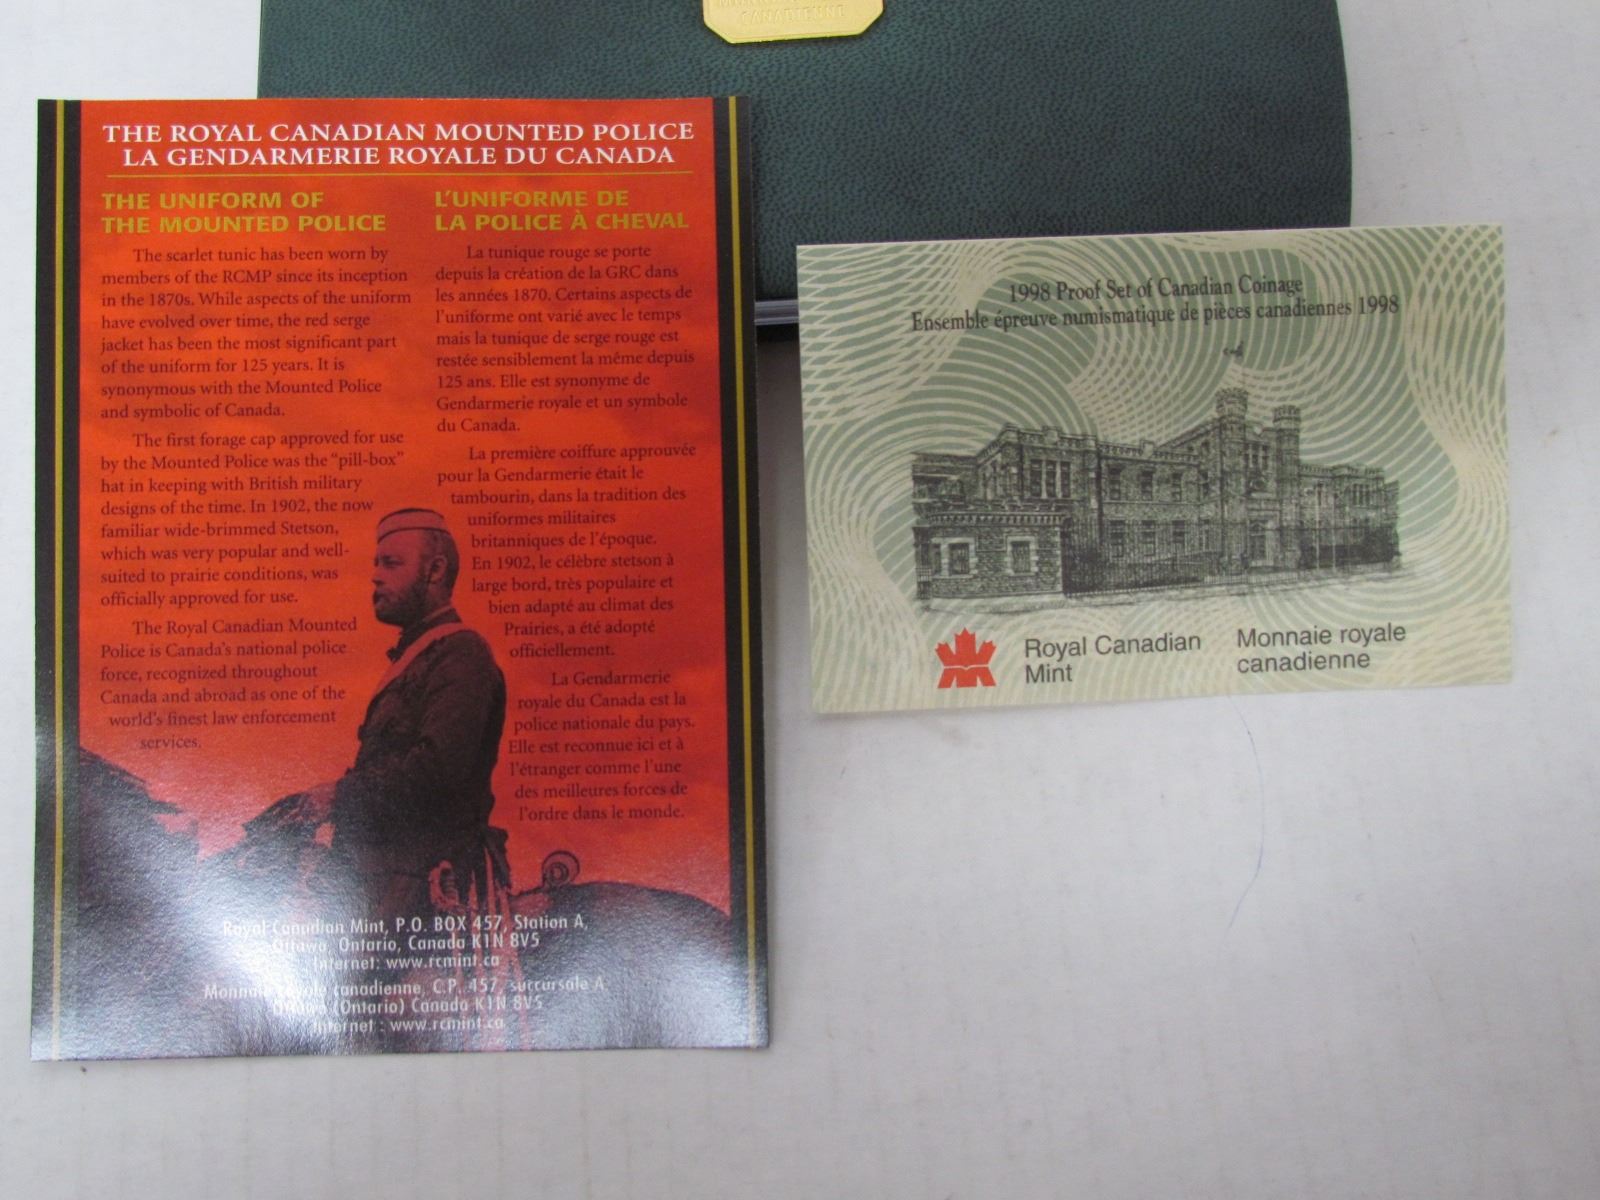 CANADIENNE
THE ROYAL CANADIAN MOUNTED POLICE
LA GENDARMERIE ROYALE DU CANADA
THE UNIFORM OF
THE MOUNTED POLICE
The scarlet tunic has been worn by
members of the RCMP since its inception
in the 1870s. While aspects of the uniform
have evolved over time, the red serge
jacket has been the most significant part
of the uniform for 125 years. It is
synonymous with the Mounted Police
and symbolic of Canada.
The first forage cap approved for use
by the Mounted Police was the "pill-box"
hat in keeping with British military
designs of the time. In 1902, the now
familiar wide-brimmed Stetson,
which was very popular and well-
suited to prairie conditions, was
officially approved for use.
The Royal Canadian Mounted
Police is Canada's national police
force, recognized throughout
Canada and abroad as one of the
world's finest law enforcement
services.
L'UNIFORME DE
LA POLICE À CHEVAL
La tunique rouge se porte
depuis la création de la GRC dans
les années 1870. Certains aspects de
l'uniforme ont varié avec le temps
mais la tunique de serge rouge est
restée sensiblement la même depuis
125 ans. Elle est synonyme de
Gendarmerie royale et un symbole
du Canada.
La première coiffure approuvée
pour la Gendarmerie était le
tambourin, dans la tradition des
uniformes militaires
britanniques de l'époque.
En 1902, le célèbre stetson à
large bord, très populaire et
bien adapté au climat des
Prairies, a été adopté
officiellement.
La Gendarmerie
royale du Canada est la
police nationale du pays.
Elle est reconnue ici et à
l'étranger comme l'une
des meilleures forces de
l'ordre dans le monde.
Royal Canadian Mint, P.O. BOX 457, Station A,
Ottawa, Ontario, Canada K1N 8V5
Internet: www.rcmint.ca
Monnaie royale canadienne, C.P. 457, succursale A
Ottawa (Ontario) Canada K1N 8V5
Internet : www.rcmint.ca
1998 Proof Set of Canadian Coinage
Ensemble épreuve numismatique de pièces canadiennes 1998
Royal Canadian
Mint
Monnaie royale
canadienne